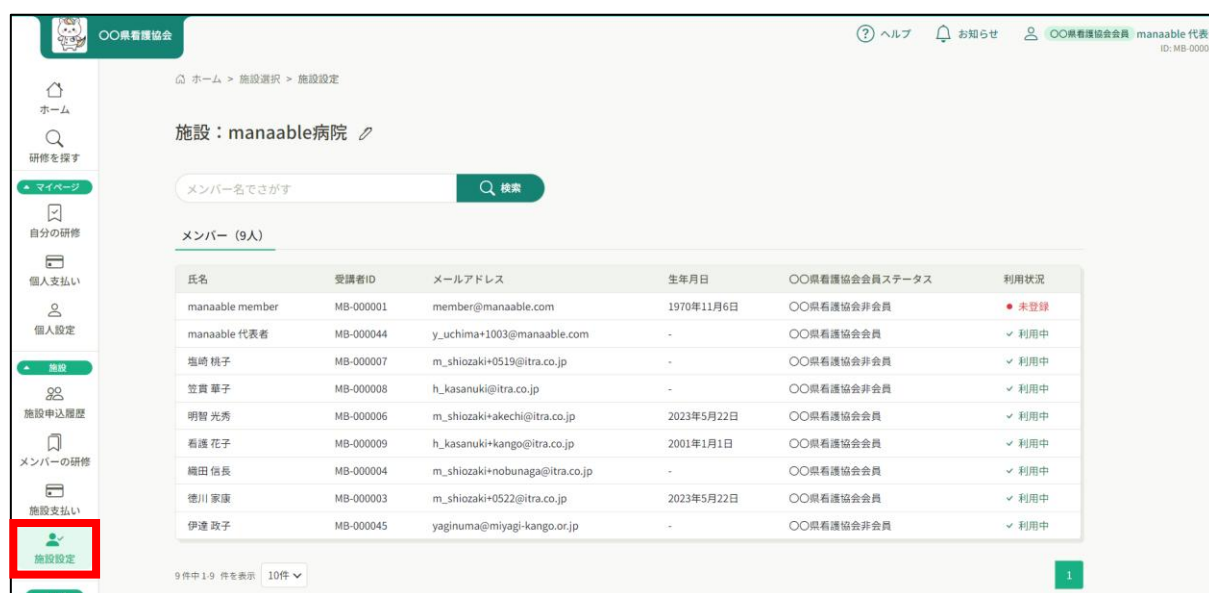 〇〇県看護協会
ヘルプ
お知らせ
〇〇県看護協会会員 manaable 代表
ID: MB-0000
ホーム > 施設選択 > 施設設定
ホーム
研修を探す
マイページ
自分の研修
個人支払い
個人設定
施設
施設申込履歴
メンバーの研修
施設支払い
施設設定
施設：manaable病院
メンバー名でさがす
検索
メンバー（9人）
氏名 受講者ID メールアドレス 生年月日 〇〇県看護協会会員ステータス 利用状況
manaable member MB-000001 member@manaable.com 1970年11月6日 〇〇県看護協会非会員 未登録
manaable 代表者 MB-000044 y_uchima+1003@manaable.com - 〇〇県看護協会会員 利用中
塩崎 桃子 MB-000007 m_shiozaki+0519@itra.co.jp - 〇〇県看護協会非会員 利用中
笠貫 華子 MB-000008 h_kasanuki@itra.co.jp - 〇〇県看護協会非会員 利用中
明智 光秀 MB-000006 m_shiozaki+akechi@itra.co.jp 2023年5月22日 〇〇県看護協会会員 利用中
看護 花子 MB-000009 h_kasanuki+kango@itra.co.jp 2001年1月1日 〇〇県看護協会会員 利用中
織田 信長 MB-000004 m_shiozaki+nobunaga@itra.co.jp - 〇〇県看護協会会員 利用中
徳川 家康 MB-000003 m_shiozaki+0522@itra.co.jp 2023年5月22日 〇〇県看護協会会員 利用中
伊達 政子 MB-000045 yaginuma@miyagi-kango.or.jp - 〇〇県看護協会非会員 利用中
9 件中 1-9 件を表示 10件
1